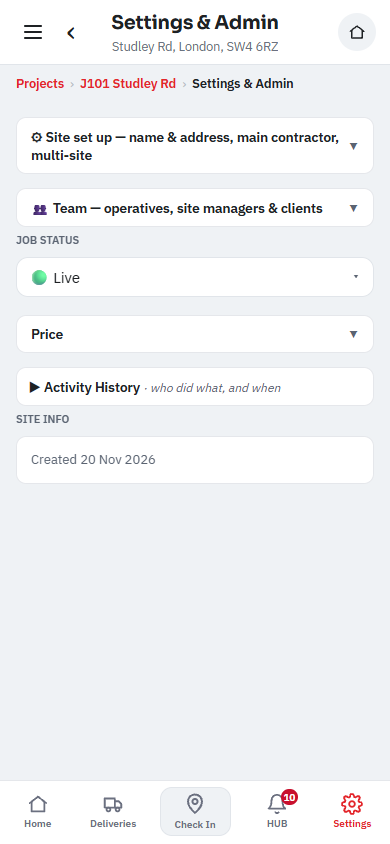 Settings & Admin
Studley Rd, London, SW4 6RZ
Projects › J101 Studley Rd › Settings & Admin
⚙ Site set up — name & address, main contractor,
multi-site ▼
👥 Team — operatives, site managers & clients ▼
JOB STATUS
🟢 Live
Price ▼
▶ Activity History · who did what, and when
SITE INFO
Created 20 Nov 2026
10
Home Deliveries Check In HUB Settings